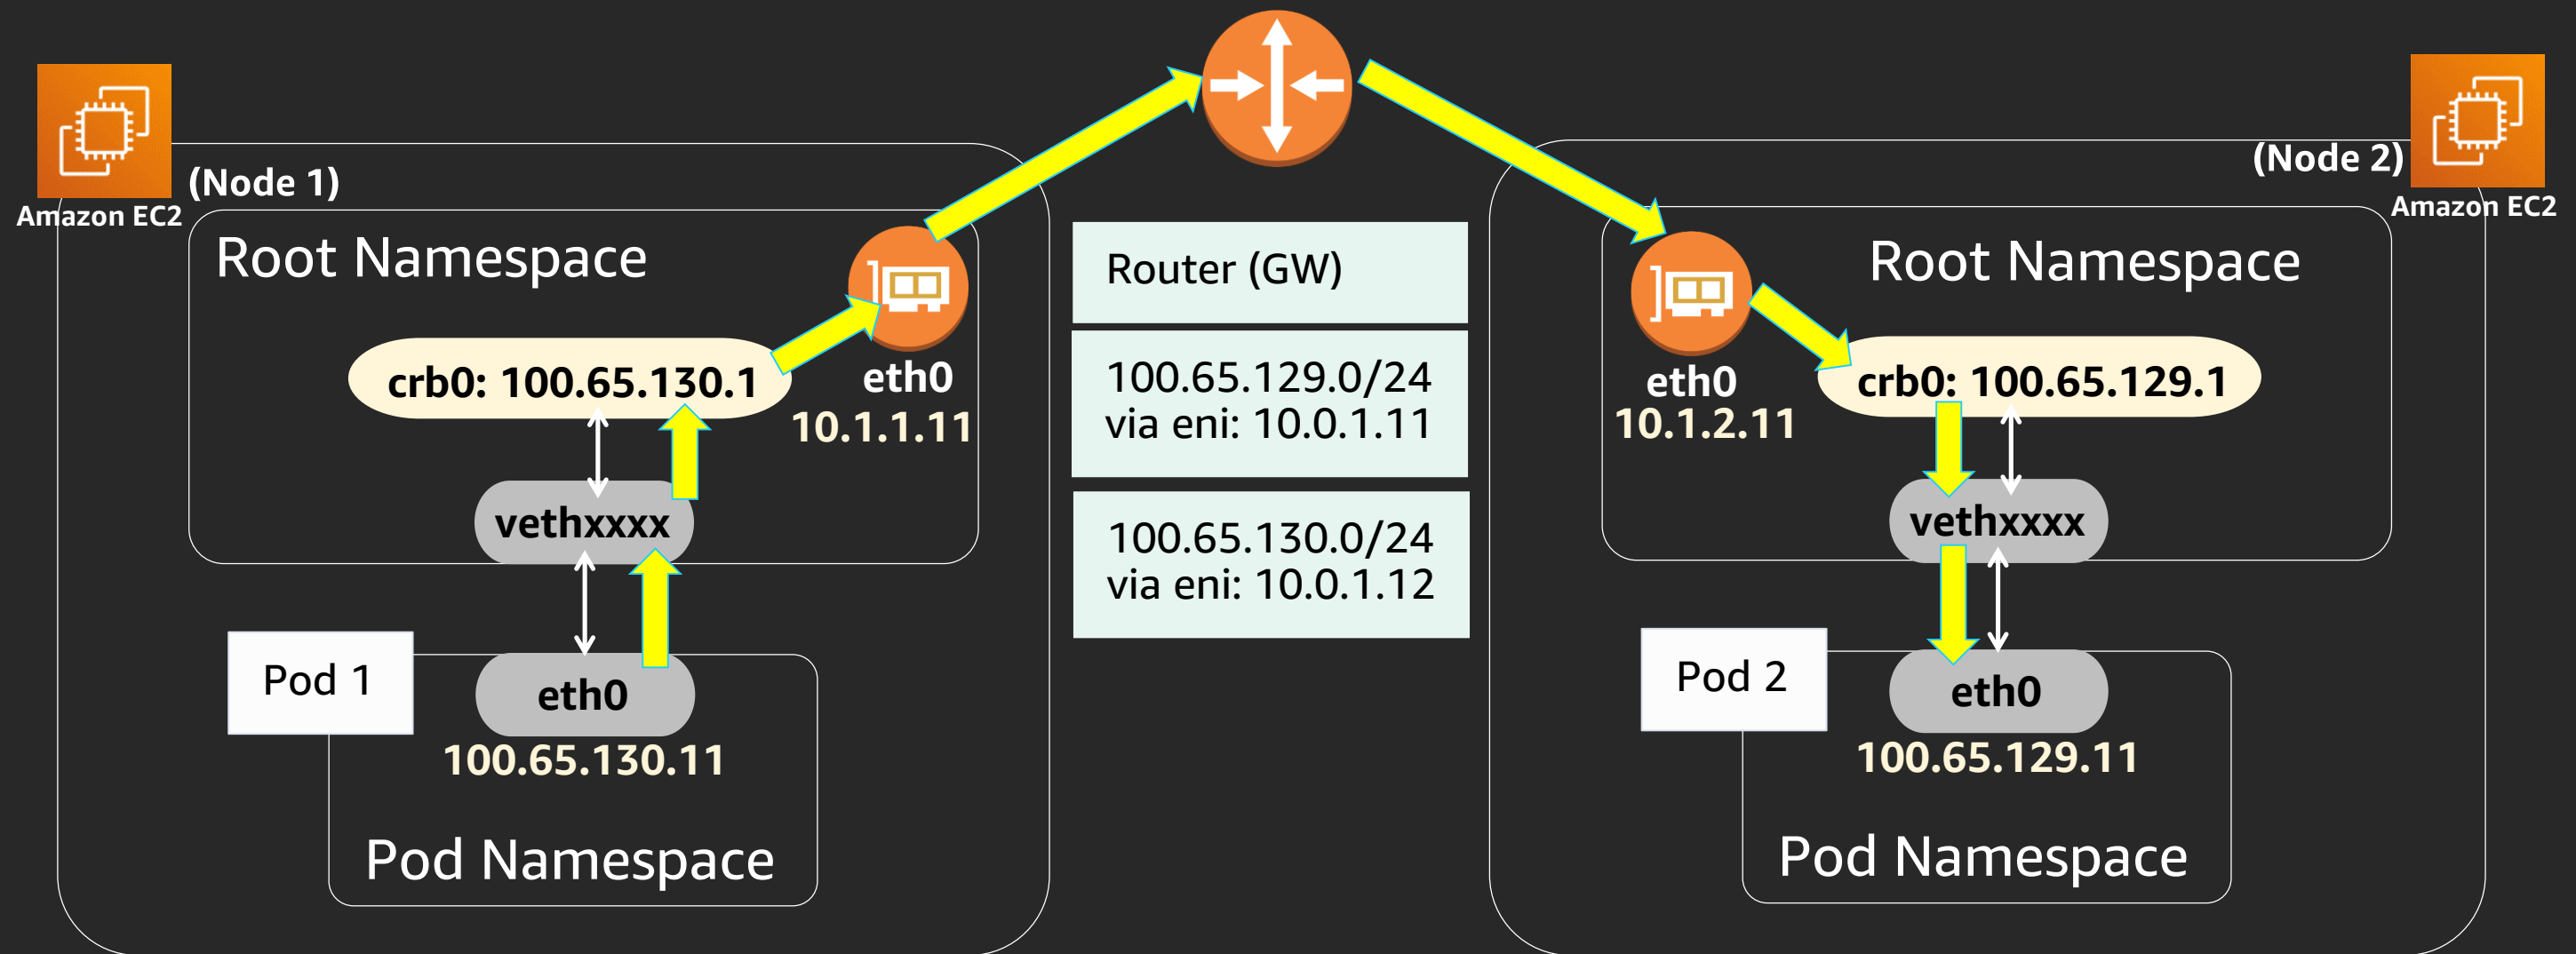 Amazon EC2
(Node 1)
Root Namespace
crb0: 100.65.130.1
eth0
10.1.1.11
vethxxxx
Pod 1
eth0
100.65.130.11
Pod Namespace
Router (GW)
100.65.129.0/24
via eni: 10.0.1.11
100.65.130.0/24
via eni: 10.0.1.12
(Node 2)
Amazon EC2
Root Namespace
eth0
10.1.2.11
crb0: 100.65.129.1
vethxxxx
Pod 2
eth0
100.65.129.11
Pod Namespace